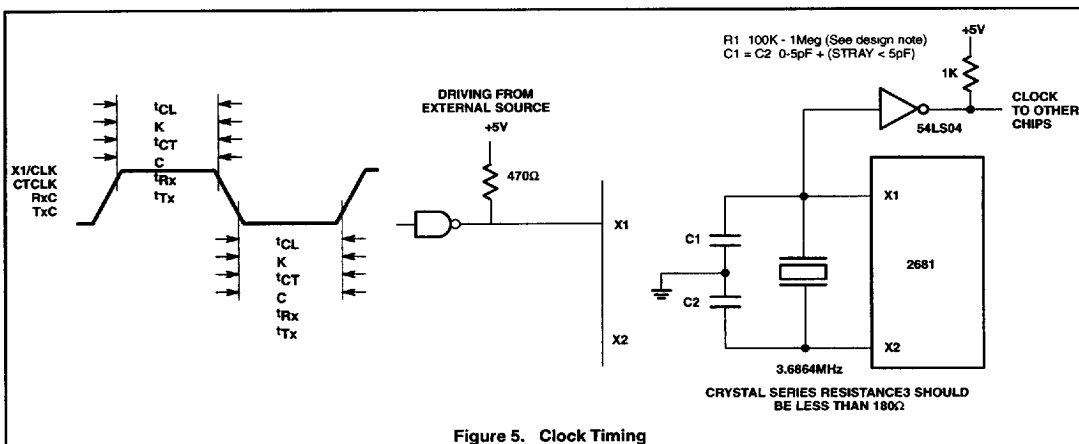 tCL
K
tCT
C
tRx
tTx
X1/CLK
CTCLK
RxC
TxC
tCL
K
tCT
C
tRx
tTx
DRIVING FROM
EXTERNAL SOURCE
+5V
470Ω
X1
X2
R1 100K - 1Meg (See design note)
C1 = C2 0-5pF + (STRAY < 5pF)
+5V
1K
54LS04
CLOCK
TO OTHER
CHIPS
X1
C1
2681
C2
X2
3.6864MHz
CRYSTAL SERIES RESISTANCE3 SHOULD
BE LESS THAN 180Ω
Figure 5. Clock Timing